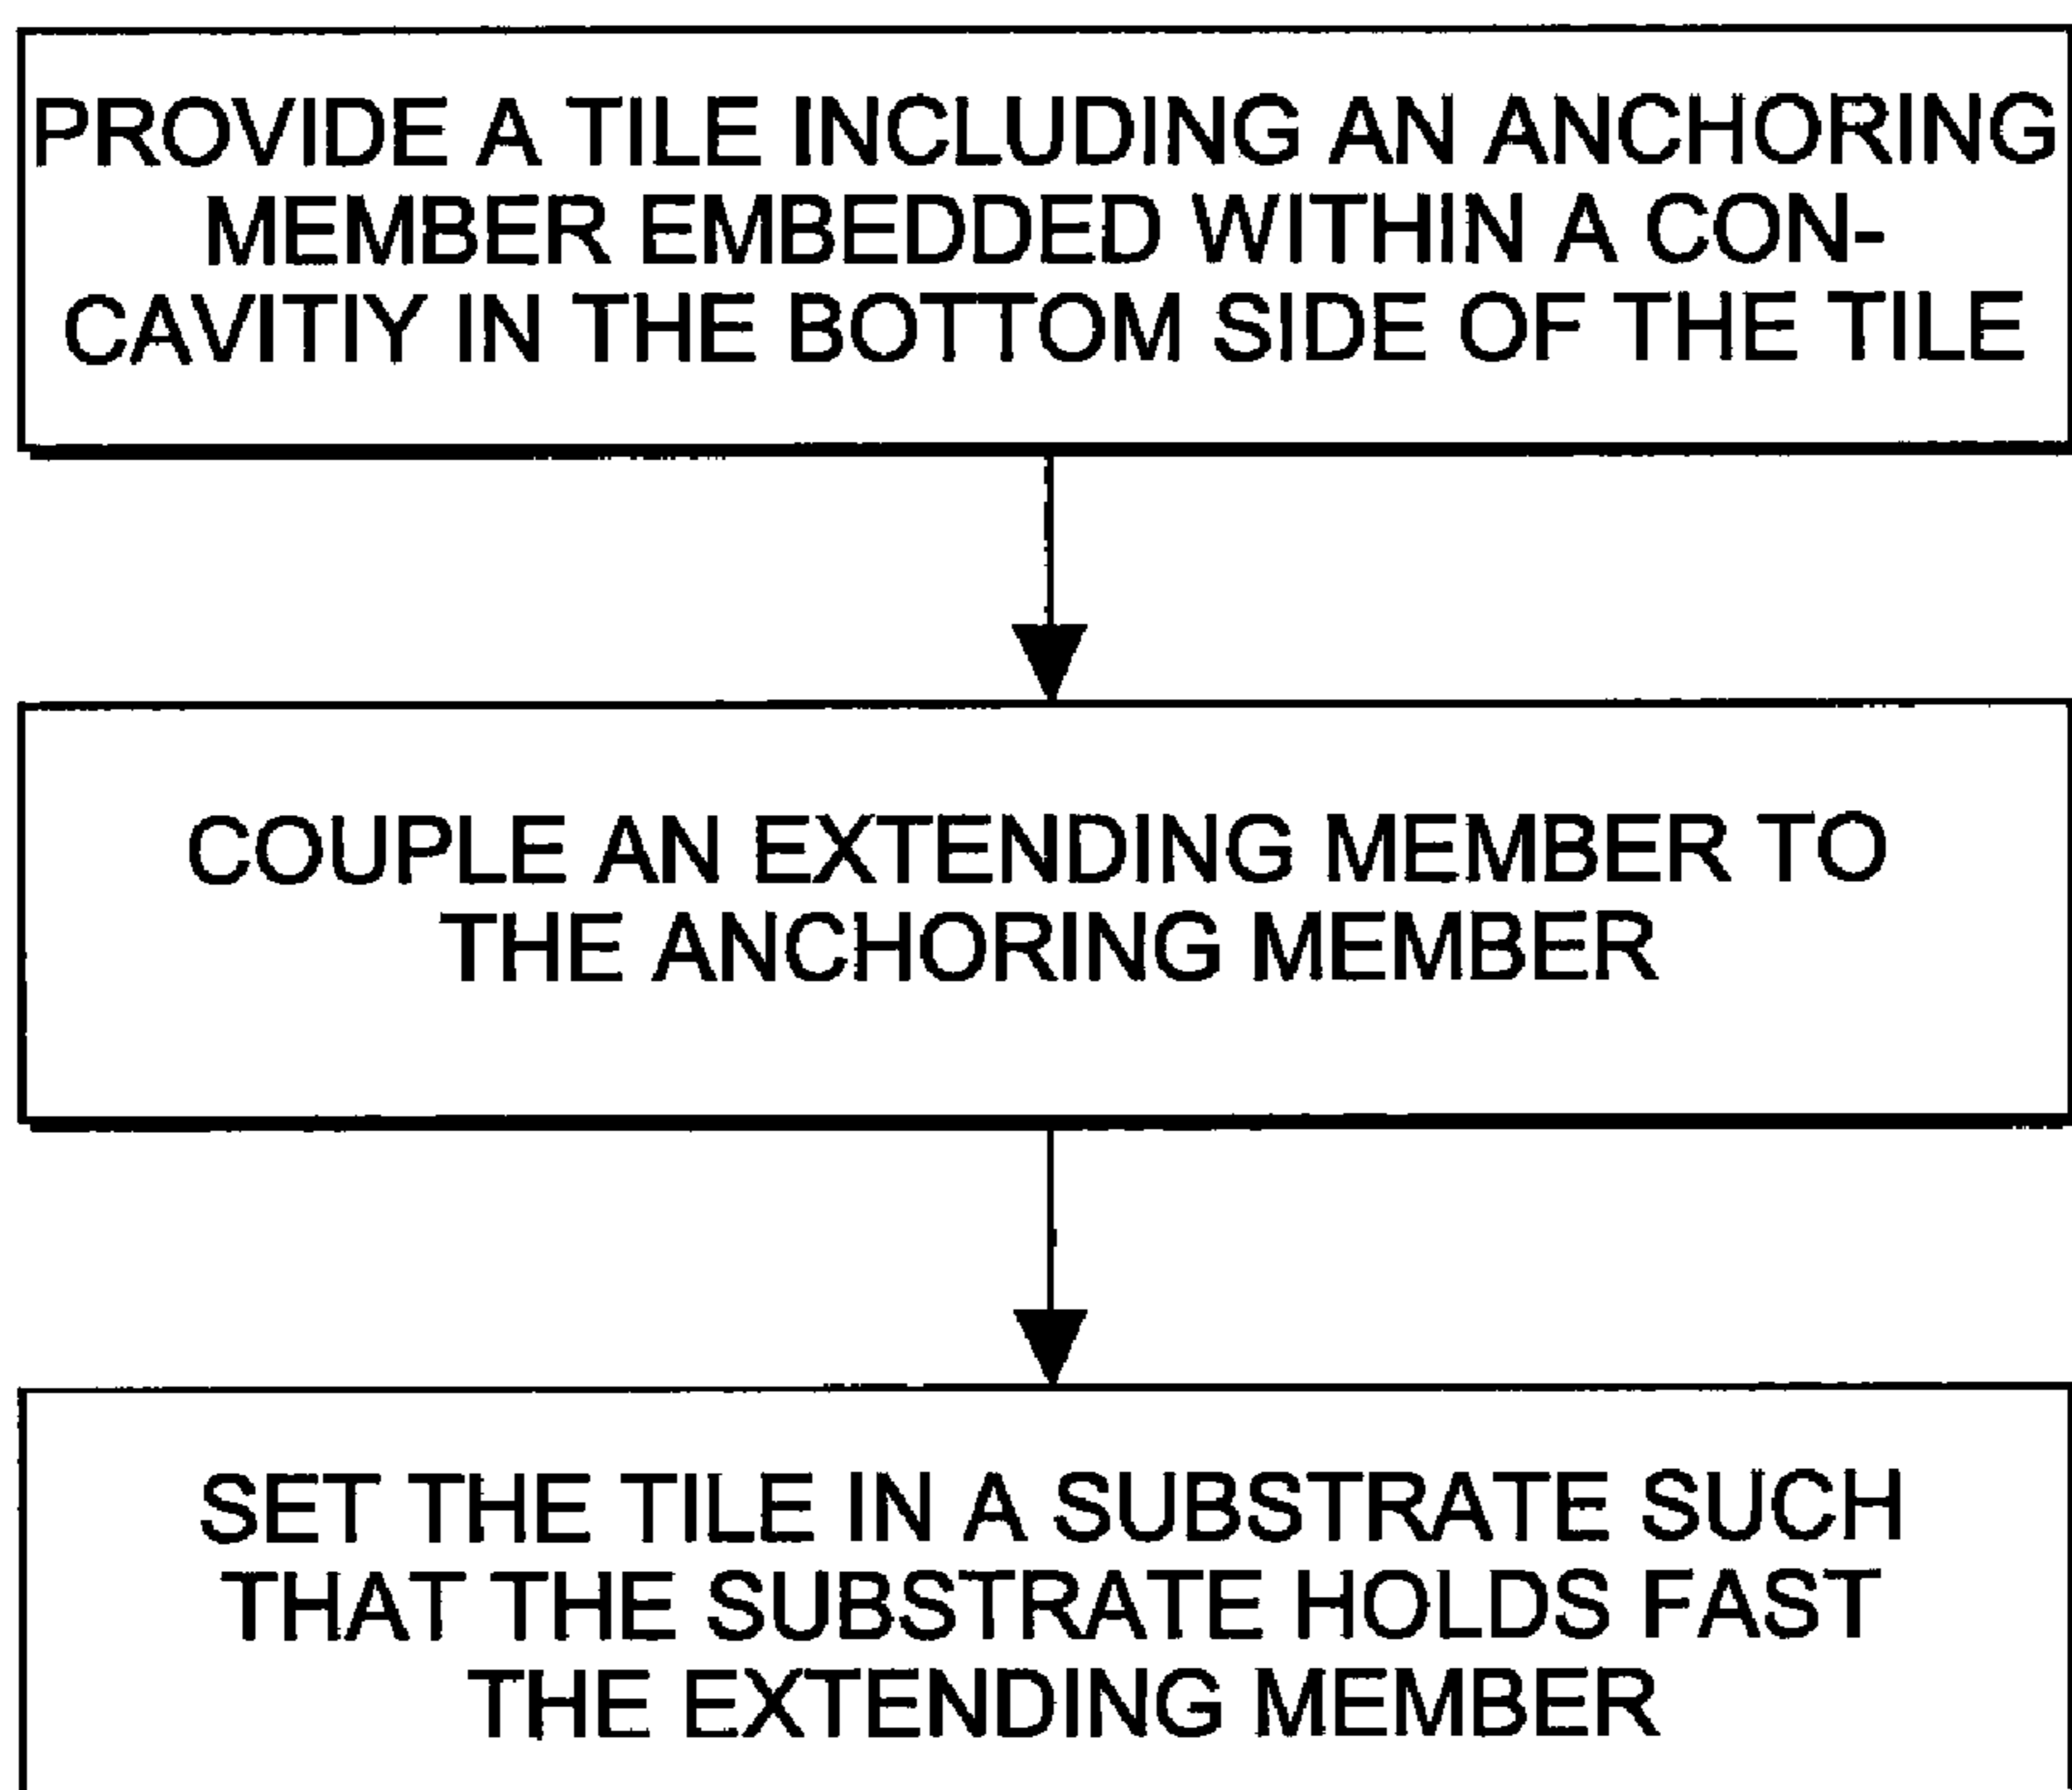 PROVIDE A TILE INCLUDING AN ANCHORING
MEMBER EMBEDDED WITHIN A CON-
CAVITIY IN THE BOTTOM SIDE OF THE TILE
COUPLE AN EXTENDING MEMBER TO
THE ANCHORING MEMBER
SET THE TILE IN A SUBSTRATE SUCH
THAT THE SUBSTRATE HOLDS FAST
THE EXTENDING MEMBER